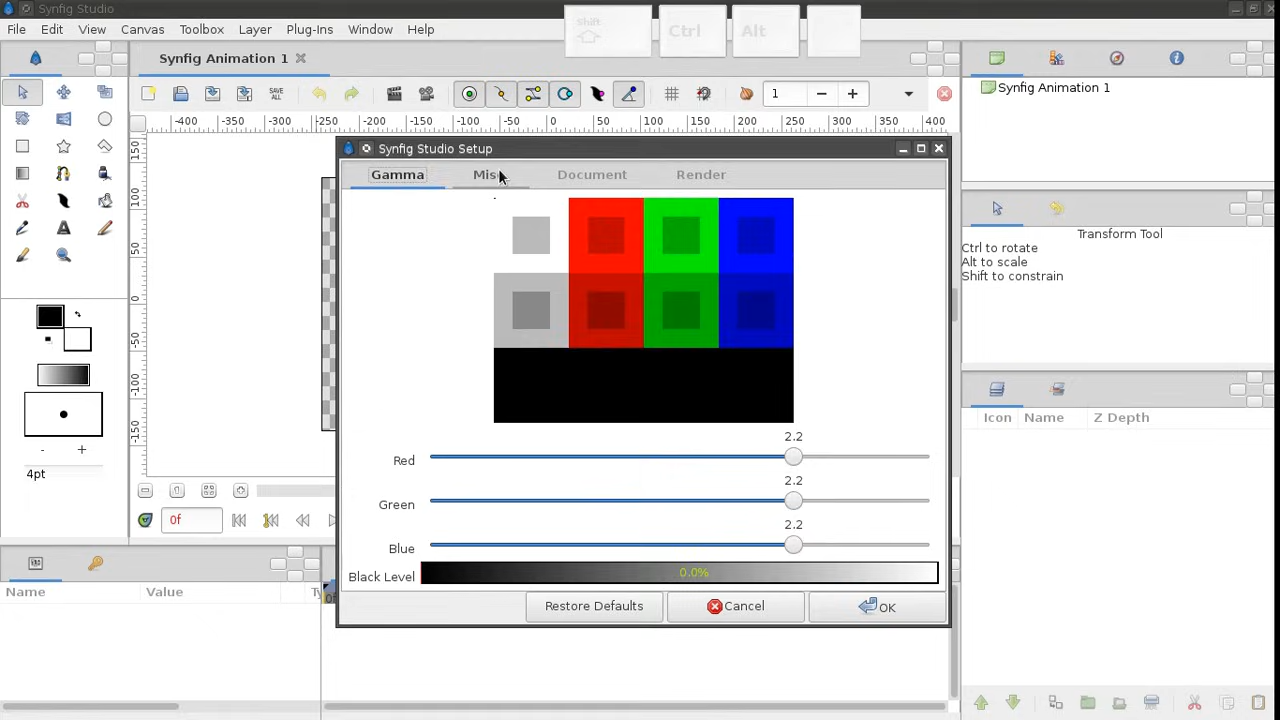 Synfig Studio
File Edit View Canvas Toolbox Layer Plug-Ins Window Help
Shift Ctrl Alt
Synfig Animation 1
1
-400 -350 -300 -250 -200 -150 -100 -50 0 50 100 150 200 250 300 350 400
Synfig Animation 1
150
100
50
0
-50
-100
-150
Synfig Studio Setup
Gamma Misc Document Render
2.2
Red
2.2
Green
2.2
Blue
Black Level 0.0%
Restore Defaults Cancel OK
Transform Tool
Ctrl to rotate
Alt to scale
Shift to constrain
Icon Name Z Depth
- +
4pt
0f
Name Value